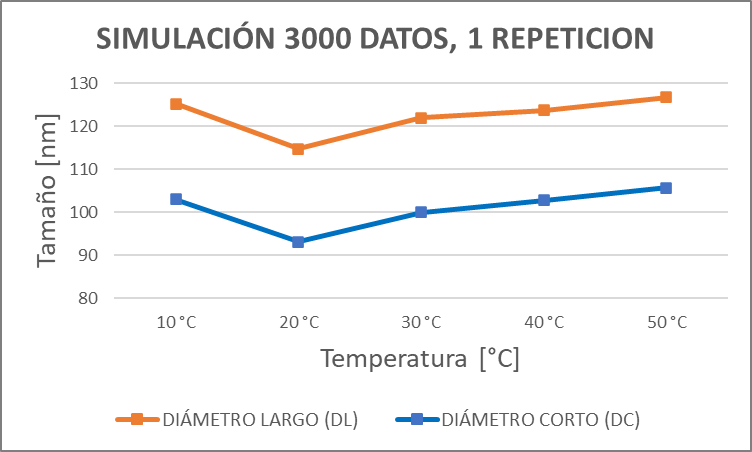 SIMULACIÓN 3000 DATOS, 1 REPETICION
Tamaño [nm]
130
120
110
100
90
80
10°C 20°C 30°C 40°C 50°C
Temperatura [°C]
DIÁMETRO LARGO (DL) DIÁMETRO CORTO (DC)